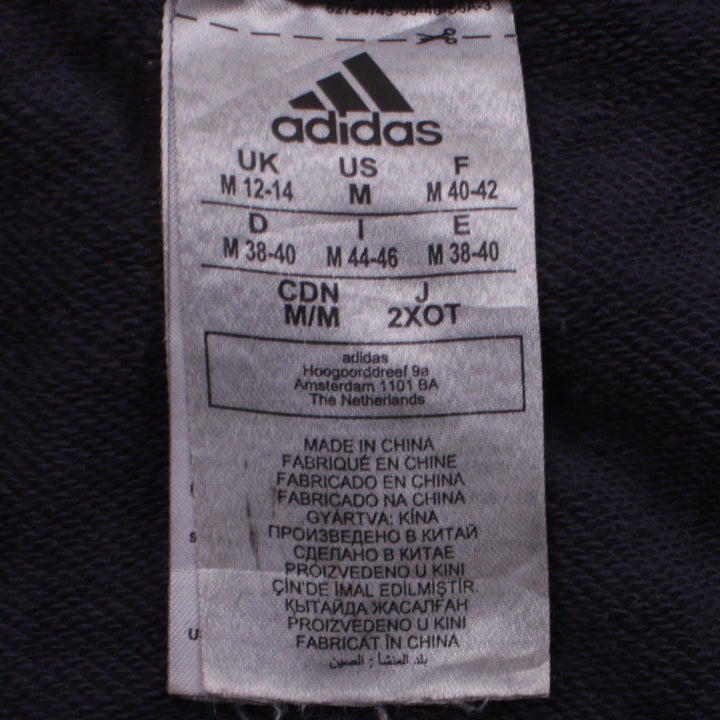 adidas
UK US F
M 12-14 M M 40-42
D I E
M 38-40 M 44-46 M 38-40
CDN J
M/M 2XOT
adidas
Hoogoorddreef 9a
Amsterdam 1101 BA
The Netherlands
MADE IN CHINA
FABRIQUÉ EN CHINE
FABRICADO EN CHINA
FABRICADO NA CHINA
GYÁRTVA: KÍNA
ПРОИЗВЕДЕНО В КИТАЙ
СДЕЛАНО В КИТАЕ
PROIZVEDENO U KINI
ÇİN'DE İMAL EDİLMİŞTİR.
ҚЫТАЙДА ЖАСАЛҒАН
PROIZVEDENO U KINI
FABRICAT ÎN CHINA
بلد المنشأ : الصين